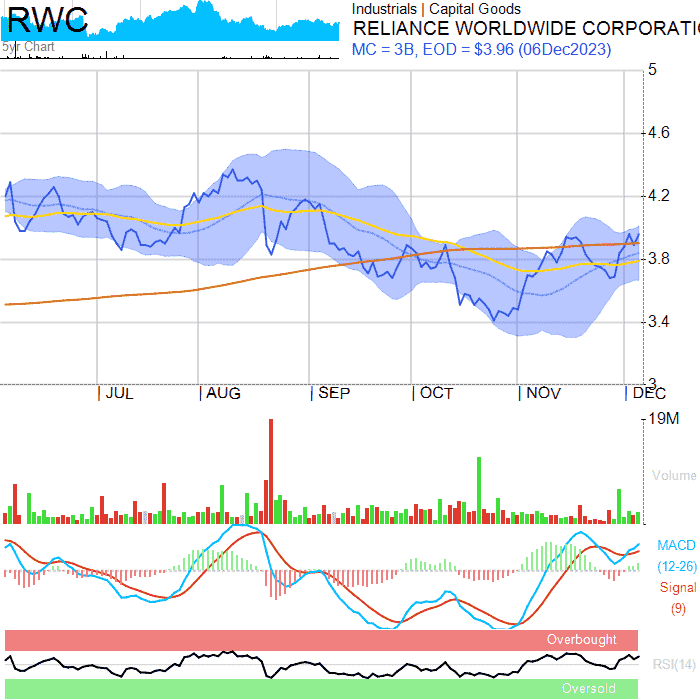 RWC
5yr Chart
Industrials | Capital Goods
RELIANCE WORLDWIDE CORPORATI
MC = 3B, EOD = $3.96 (06Dec2023)
5
4.6
4.2
3.8
3.4
3
JUL
AUG
SEP
OCT
NOV
DEC
19M
Volume
MACD
(12-26)
Signal
(9)
Overbought
RSI(14)
Oversold